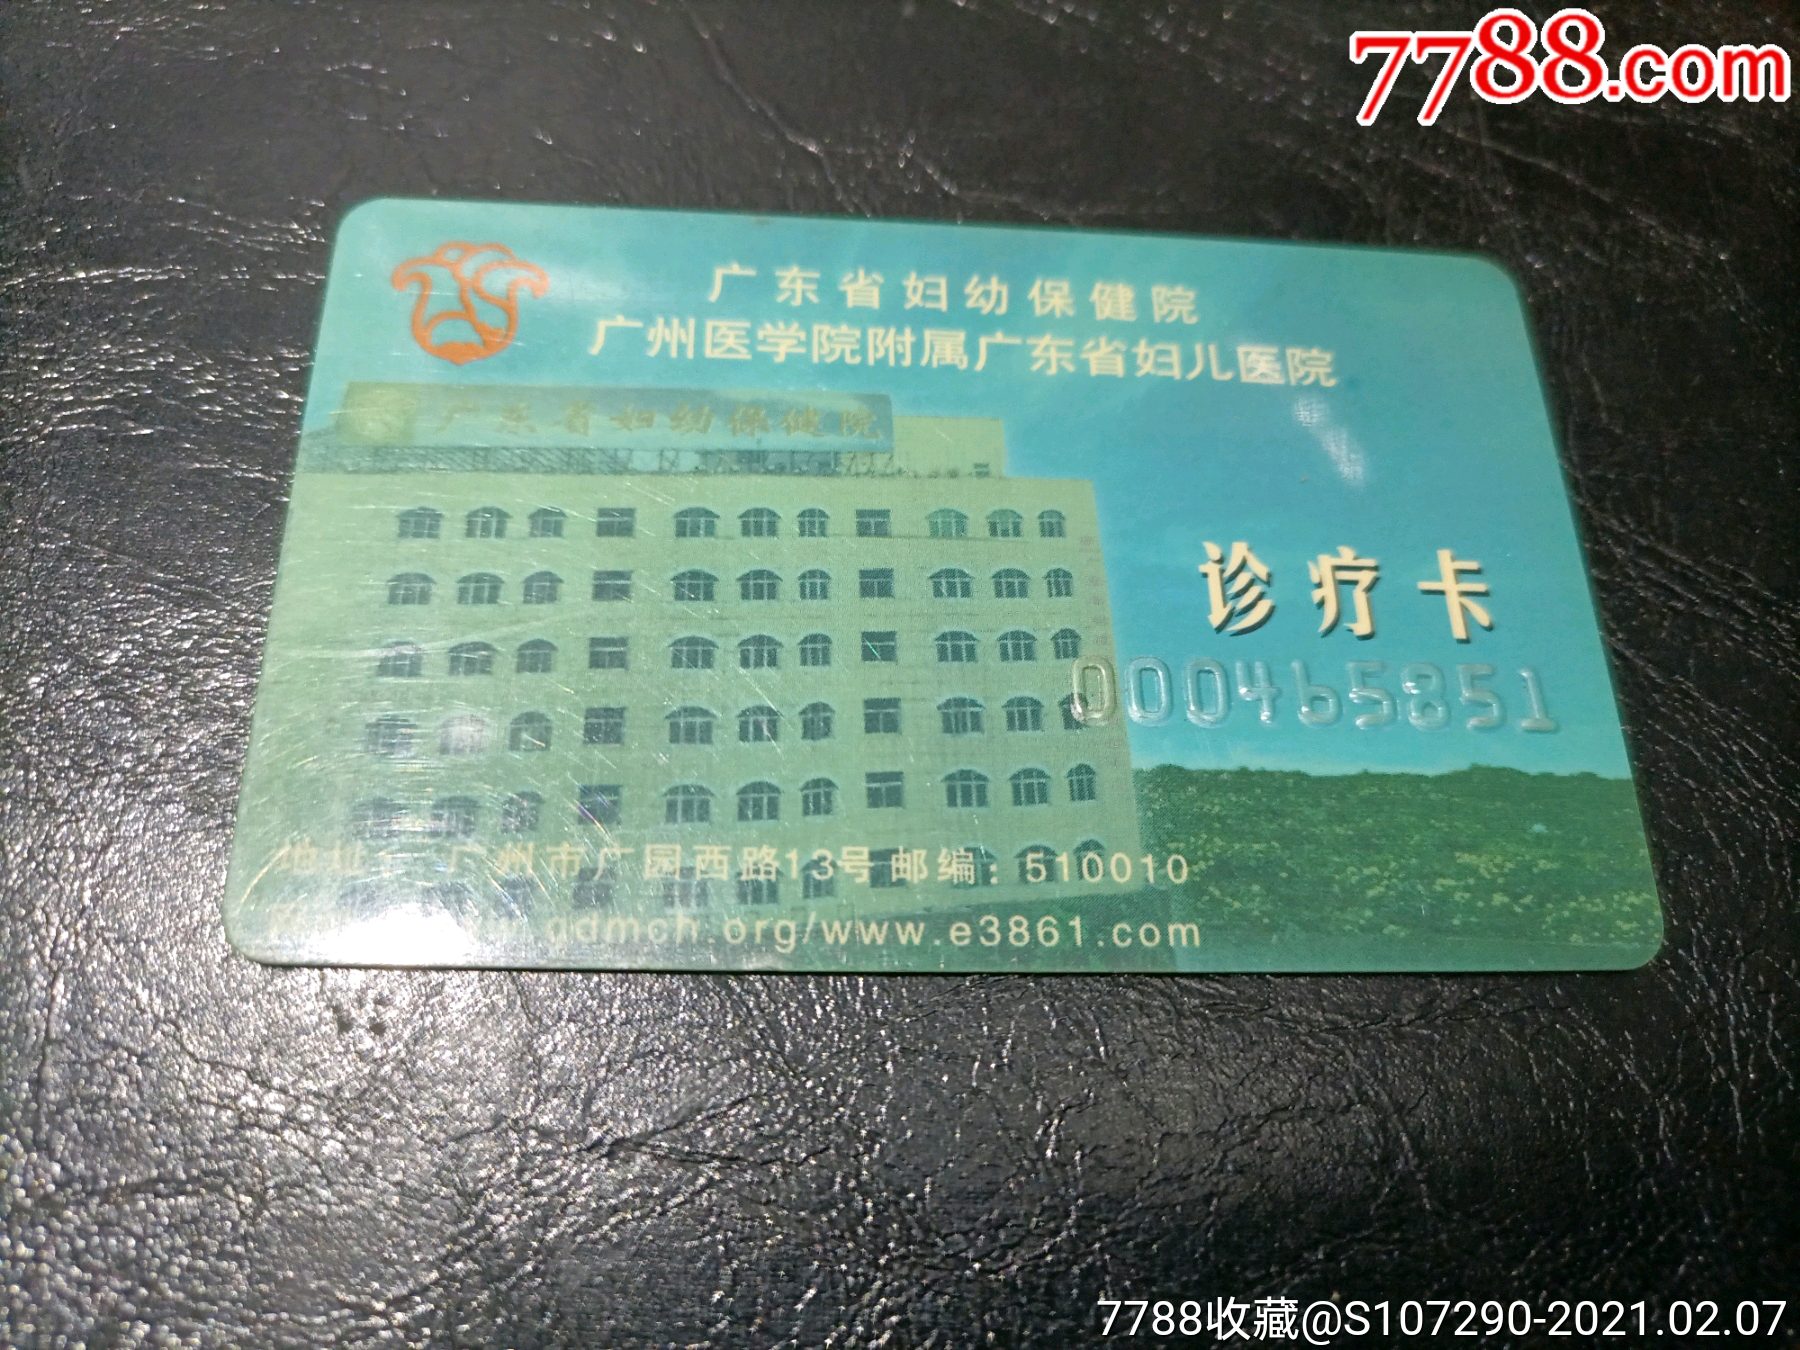 7788.com
广东省妇幼保健院
广州医学院附属广东省妇儿医院
广东省妇幼保健院
诊疗卡
000465851
地址：广州市广园西路13号 邮编：510010
gdmch.org/www.e3861.com
7788收藏@S107290-2021.02.07